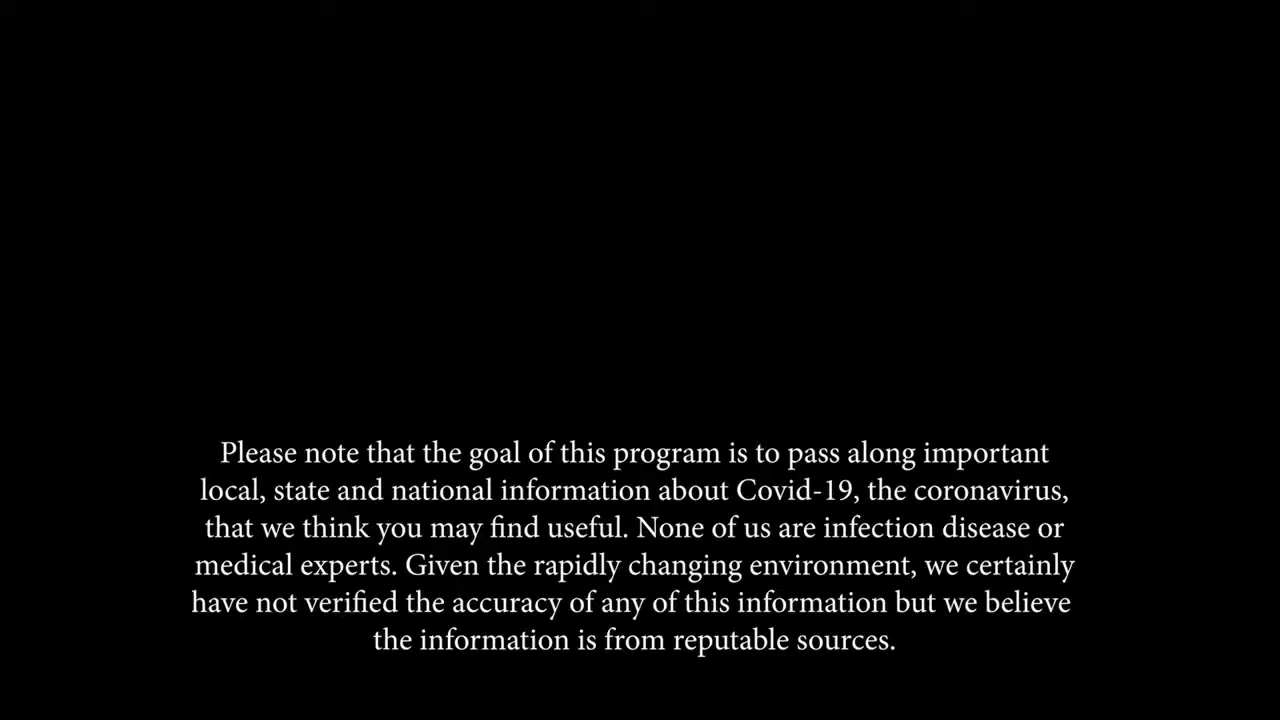 Please note that the goal of this program is to pass along important
local, state and national information about Covid-19, the coronavirus,
that we think you may find useful. None of us are infection disease or
medical experts. Given the rapidly changing environment, we certainly
have not verified the accuracy of any of this information but we believe
the information is from reputable sources.